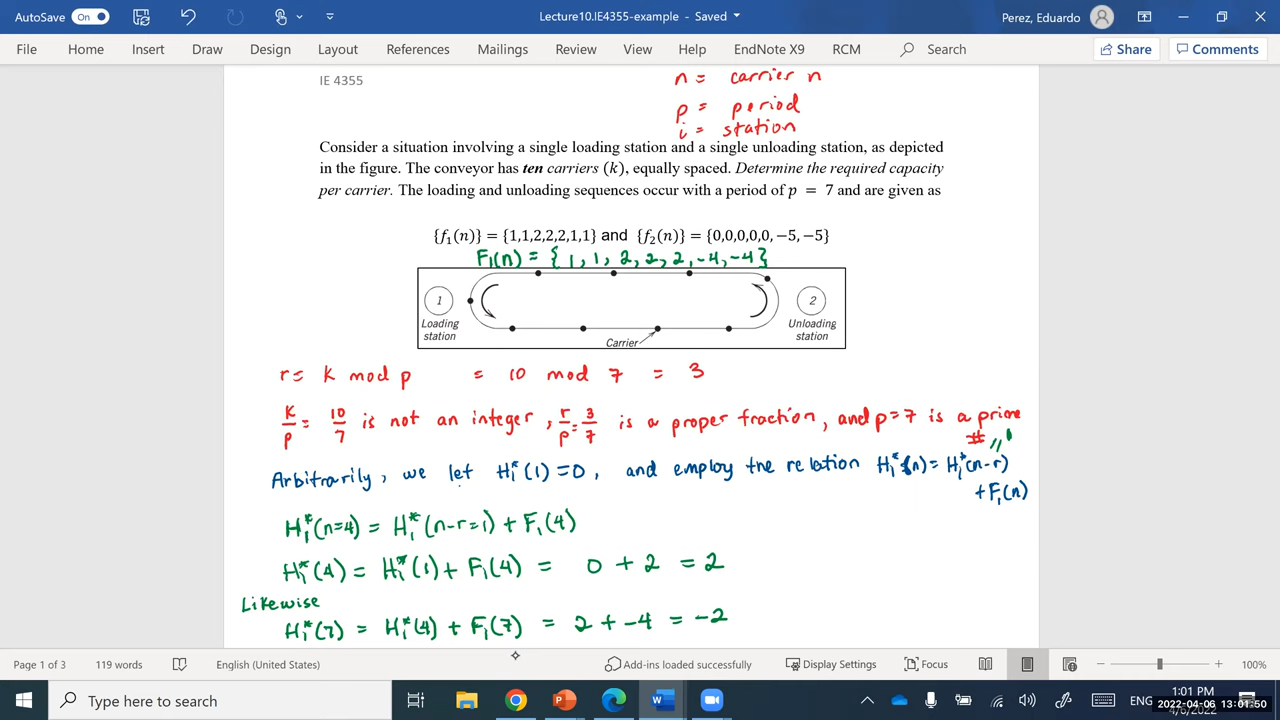 AutoSave On
Lecture10.IE4355-example - Saved
Perez, Eduardo
File Home Insert Draw Design Layout References Mailings Review View Help EndNote X9 RCM Search Share Comments
IE 4355
n = carrier n
p = period
i = station
Consider a situation involving a single loading station and a single unloading station, as depicted
in the figure. The conveyor has ten carriers (k), equally spaced. Determine the required capacity
per carrier. The loading and unloading sequences occur with a period of p = 7 and are given as
{f₁(n)} = {1,1,2,2,2,1,1} and {f₂(n)} = {0,0,0,0,0,−5,−5}
F₁(n) = { 1, 1, 2, 2, 2, -4, -4}
1
Loading
station
2
Unloading
station
Carrier
r = K mod p = 10 mod 7 = 3
K/p = 10/7 is not an integer, r/p = 3/7 is a proper fraction, and p=7 is a prime
#
Arbitrarily, we let H₁*(1)=0, and employ the relation H₁*(n) = H₁*(n-r)
+F₁(n)
H₁*(n=4) = H₁*(n-r=1) + F₁(4)
H₁*(4) = H₁*(1) + F₁(4) = 0 + 2 = 2
Likewise
H₁*(7) = H₁*(4) + F₁(7) = 2 + -4 = -2
Page 1 of 3 119 words English (United States) Add-ins loaded successfully Display Settings Focus 100%
Type here to search
ENG
1:01 PM
2022-04-06 13:01:50